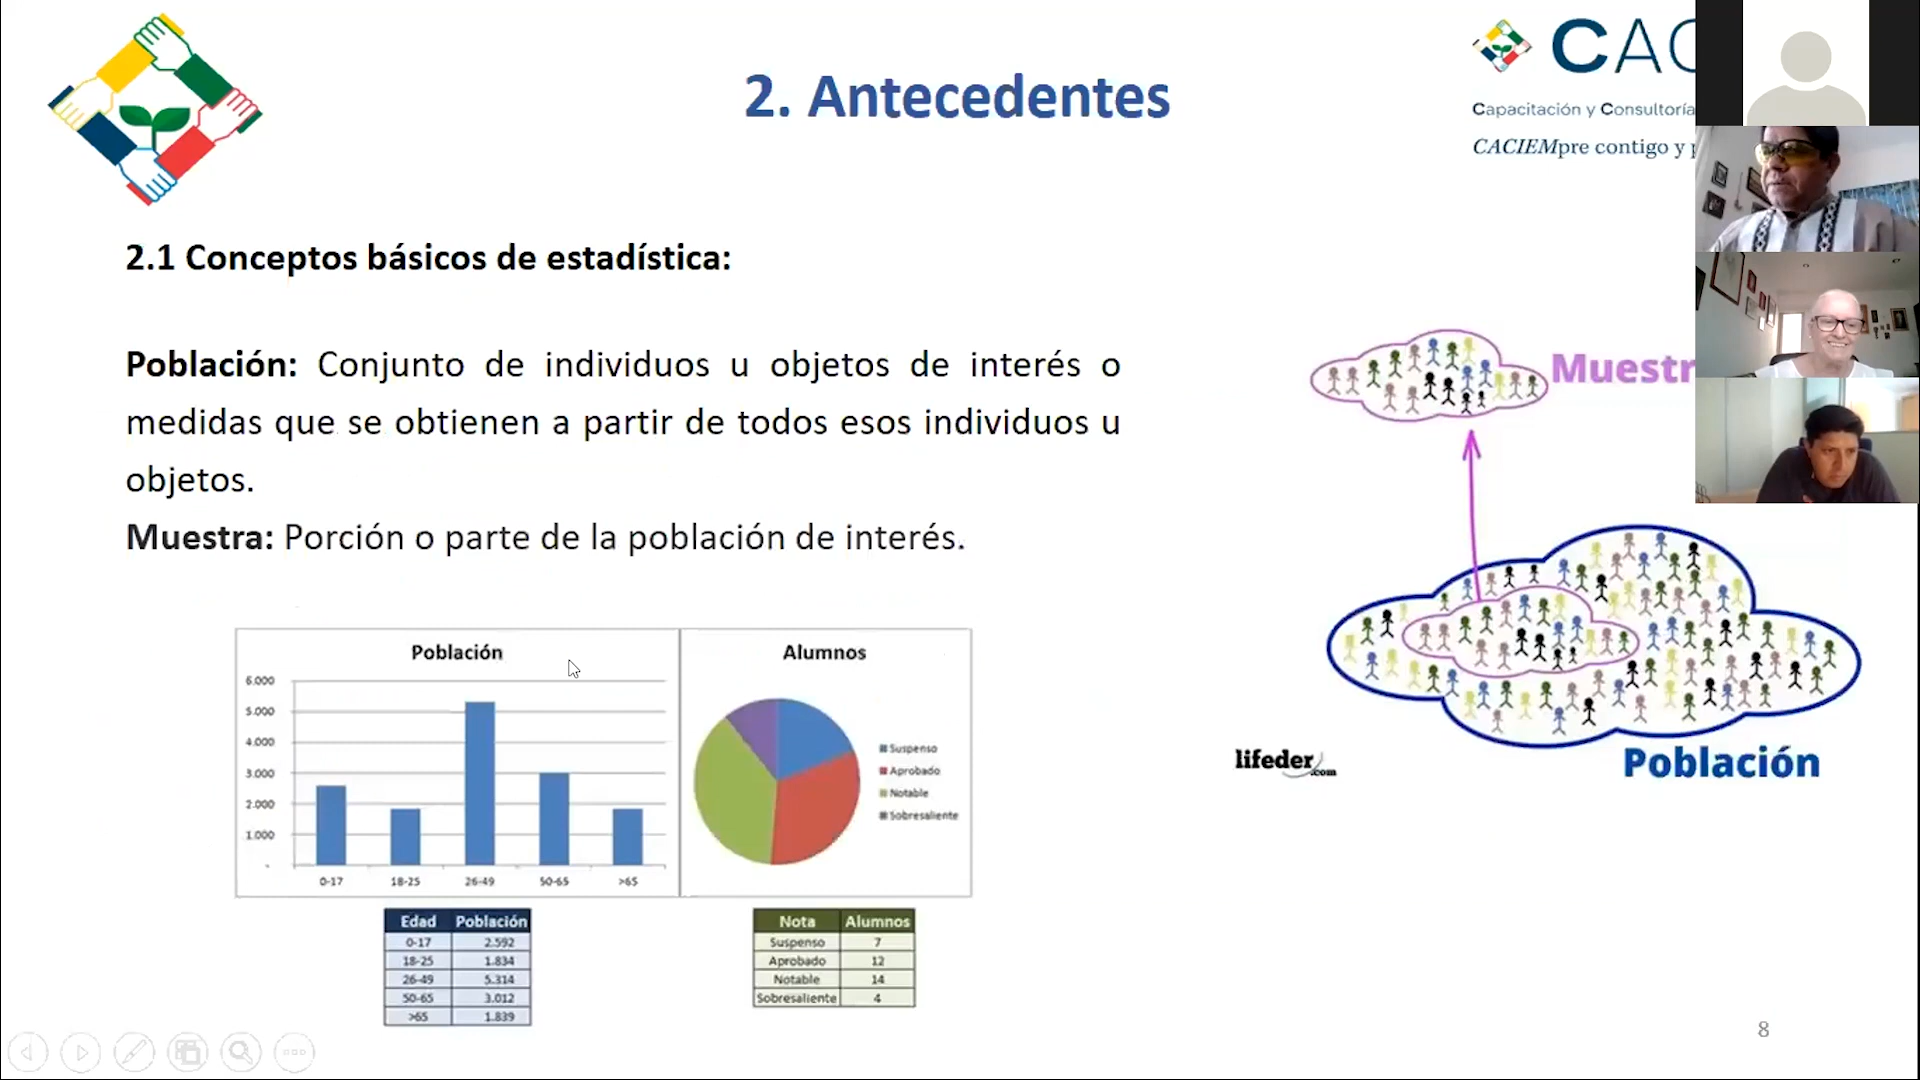 2. Antecedentes
CAC
Capacitación y Consultoría
CACIEMpre contigo y p
2.1 Conceptos básicos de estadística:
Población: Conjunto de individuos u objetos de interés o
medidas que se obtienen a partir de todos esos individuos u
objetos.
Muestra: Porción o parte de la población de interés.
Muestr
Población
lifeder.com
Población
6.000
5.000
4.000
3.000
2.000
1.000
-
0-17 18-25 26-49 50-65 >65
Alumnos
Suspenso
Aprobado
Notable
Sobresaliente
Edad Población
0-17 2.592
18-25 1.834
26-49 5.314
50-65 3.012
>65 1.839
Nota Alumnos
Suspenso 7
Aprobado 12
Notable 14
Sobresaliente 4
8